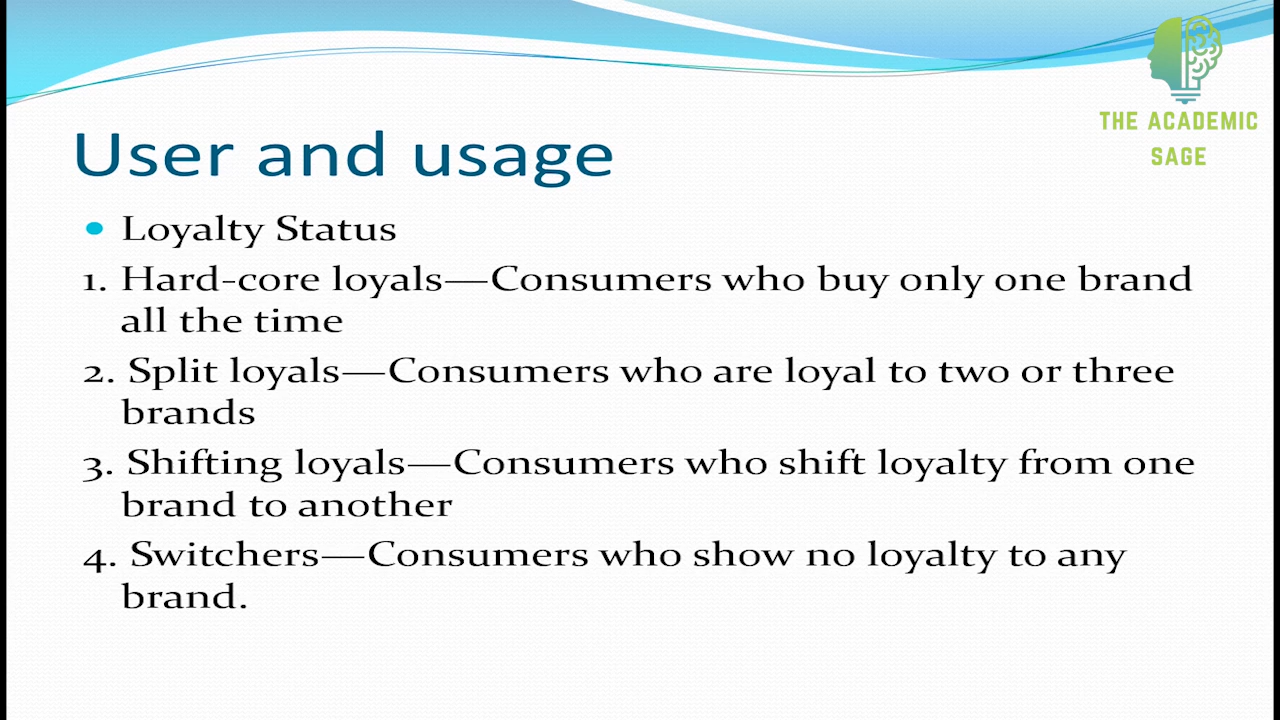 THE ACADEMIC
SAGE
User and usage
• Loyalty Status
1. Hard-core loyals—Consumers who buy only one brand
all the time
2. Split loyals—Consumers who are loyal to two or three
brands
3. Shifting loyals—Consumers who shift loyalty from one
brand to another
4. Switchers—Consumers who show no loyalty to any
brand.